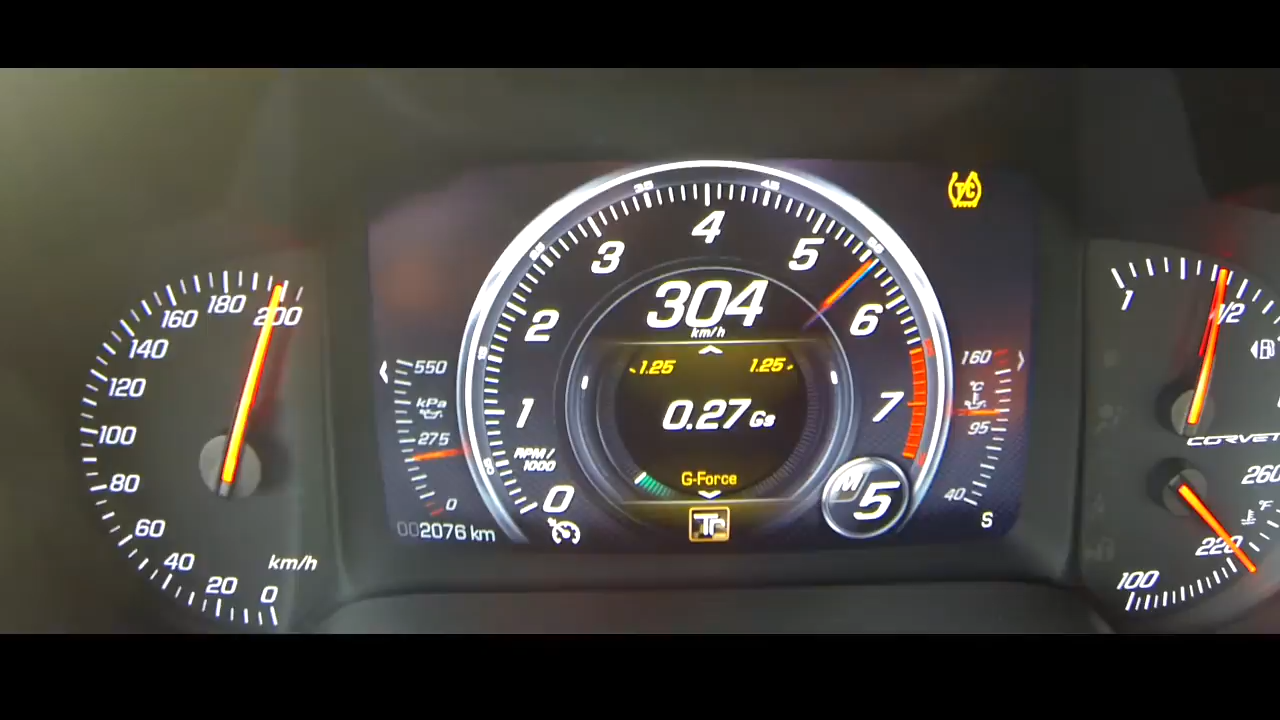 200
180
160
140
120
100
80
60
40
20
0
km/h
550
kPa
275
0
002076 km
0
1
2
3
4
5
6
7
RPM/
1000
304
km/h
1.25
1.25
0.27 Gs
G-Force
M5
TC
160
°C
95
40
S
1
1/2
CORVET
260
°F
220
100